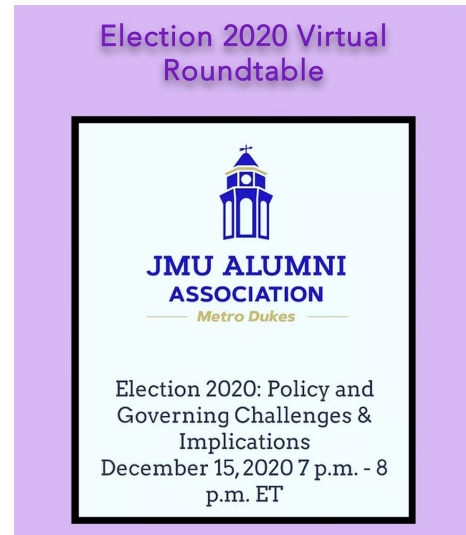 Election 2020 Virtual
Roundtable
JMU ALUMNI
ASSOCIATION
Metro Dukes
Election 2020: Policy and
Governing Challenges &
Implications
December 15, 2020 7 p.m. - 8
p.m. ET